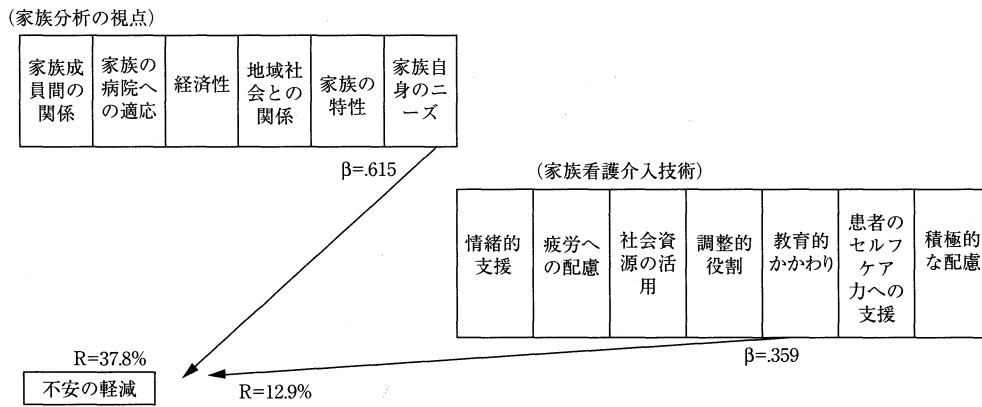 （家族分析の視点）
家族成
員間の
関係
家族の
病院へ
の適応
経済性
地域社
会との
関係
家族の
特性
家族自
身のニ
ーズ
β=.615
（家族看護介入技術）
情緒的
支援
疲労へ
の配慮
社会資
源の活
用
調整的
役割
教育的
かかわり
患者の
セルフ
ケア
力への
支援
積極的
な配慮
β=.359
R=37.8%
不安の軽減
R=12.9%